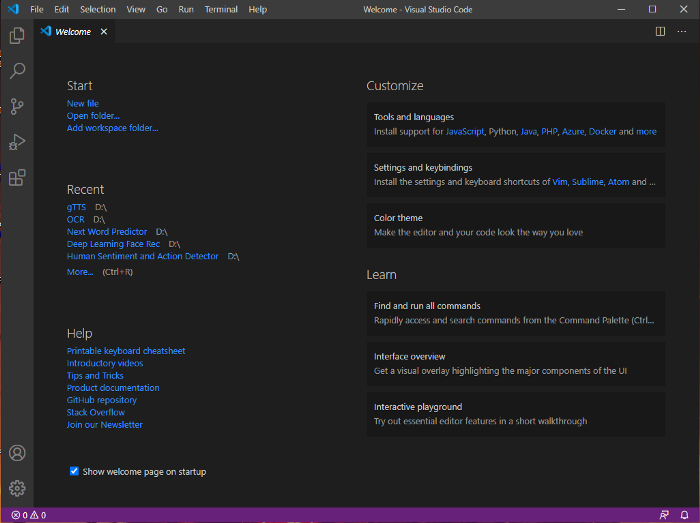 File Edit Selection View Go Run Terminal Help Welcome - Visual Studio Code
Welcome
Start
New file
Open folder...
Add workspace folder...
Recent
gTTS D:\
OCR D:\
Next Word Predictor D:\
Deep Learning Face Rec D:\
Human Sentiment and Action Detector D:\
More... (Ctrl+R)
Help
Printable keyboard cheatsheet
Introductory videos
Tips and Tricks
Product documentation
GitHub repository
Stack Overflow
Join our Newsletter
Show welcome page on startup
Customize
Tools and languages
Install support for JavaScript, Python, Java, PHP, Azure, Docker and more
Settings and keybindings
Install the settings and keyboard shortcuts of Vim, Sublime, Atom and ...
Color theme
Make the editor and your code look the way you love
Learn
Find and run all commands
Rapidly access and search commands from the Command Palette (Ctrl...
Interface overview
Get a visual overlay highlighting the major components of the UI
Interactive playground
Try out essential editor features in a short walkthrough
0 0